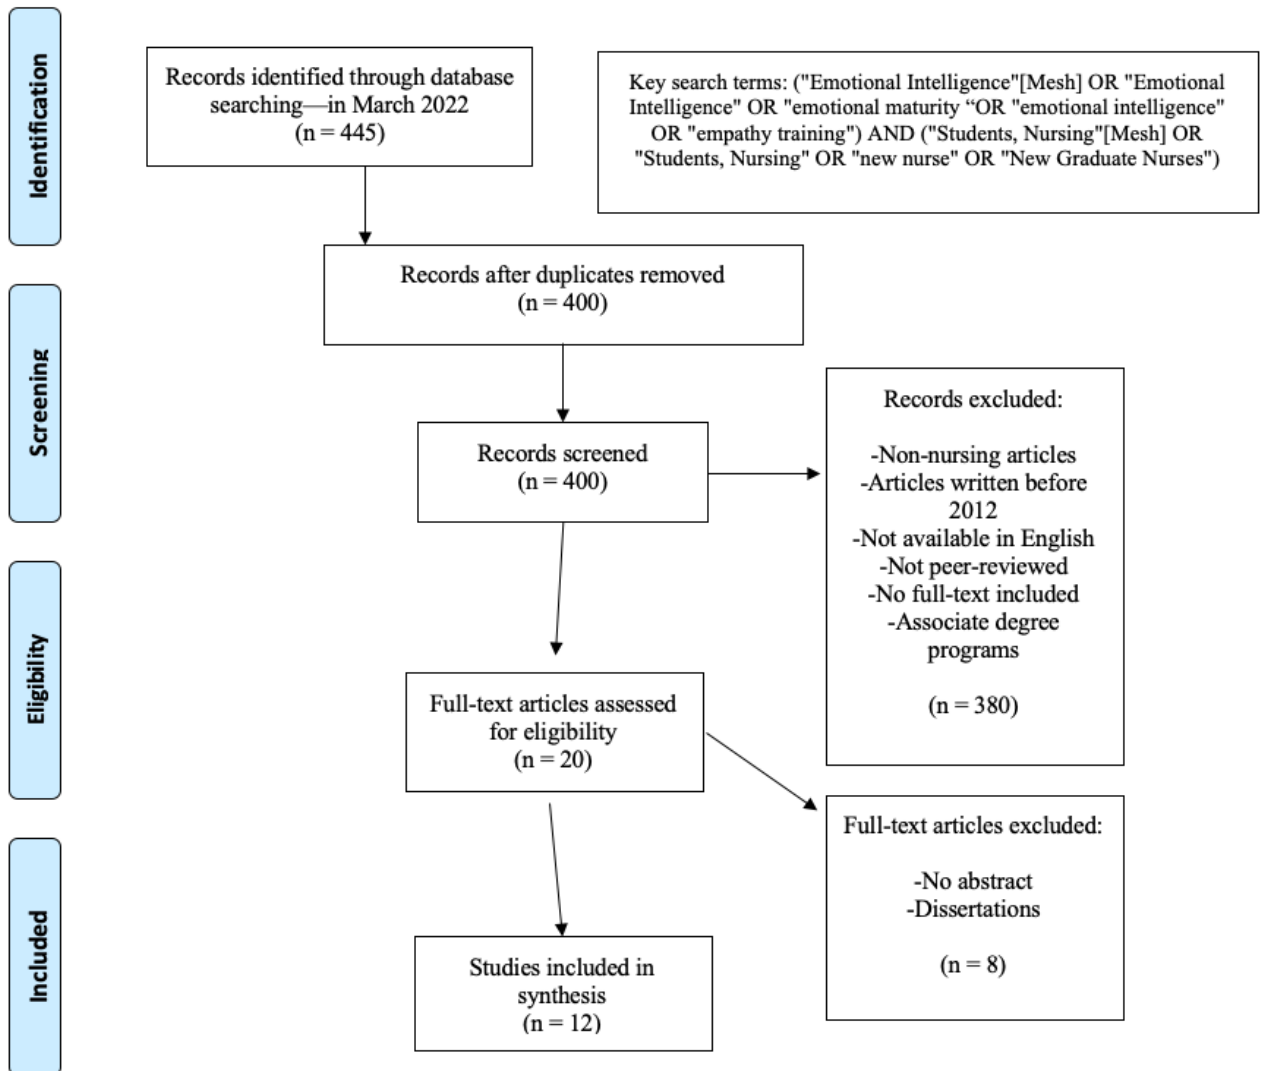 Identification
Records identified through database
searching—in March 2022
(n = 445)
Key search terms: ("Emotional Intelligence"[Mesh] OR "Emotional
Intelligence" OR "emotional maturity “OR "emotional intelligence"
OR "empathy training") AND ("Students, Nursing"[Mesh] OR
"Students, Nursing" OR "new nurse" OR "New Graduate Nurses")
Records after duplicates removed
(n = 400)
Screening
Records screened
(n = 400)
Records excluded:
-Non-nursing articles
-Articles written before
2012
-Not available in English
-Not peer-reviewed
-No full-text included
-Associate degree
programs
(n = 380)
Eligibility
Full-text articles assessed
for eligibility
(n = 20)
Full-text articles excluded:
-No abstract
-Dissertations
(n = 8)
Included
Studies included in
synthesis
(n = 12)